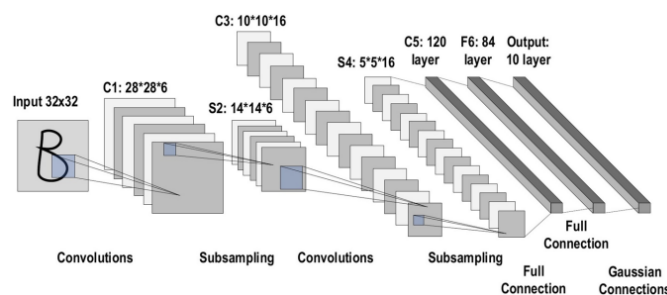 C3: 10*10*16
C1: 28*28*6
Input 32x32
S2: 14*14*6
S4: 5*5*16
C5: 120
layer
F6: 84
layer
Output:
10 layer
B
Convolutions
Subsampling
Convolutions
Subsampling
Full
Connection
Full
Connection
Gaussian
Connections